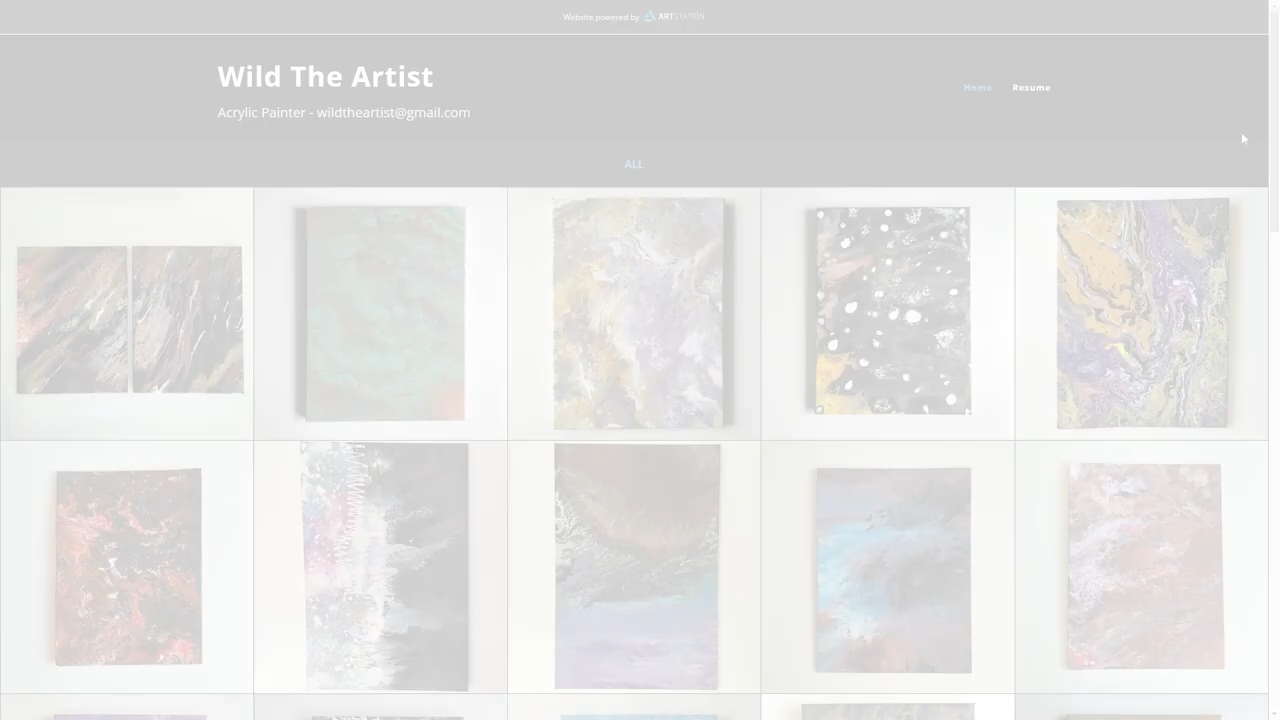 Website powered by ARTSTATION
Wild The Artist
Acrylic Painter - wildtheartist@gmail.com
Home Resume
ALL